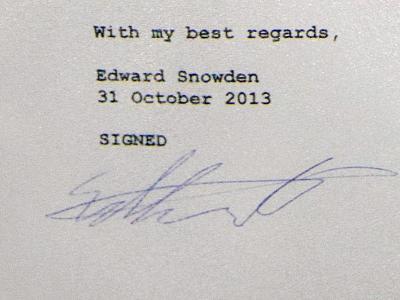 With my best regards,
Edward Snowden
31 October 2013
SIGNED